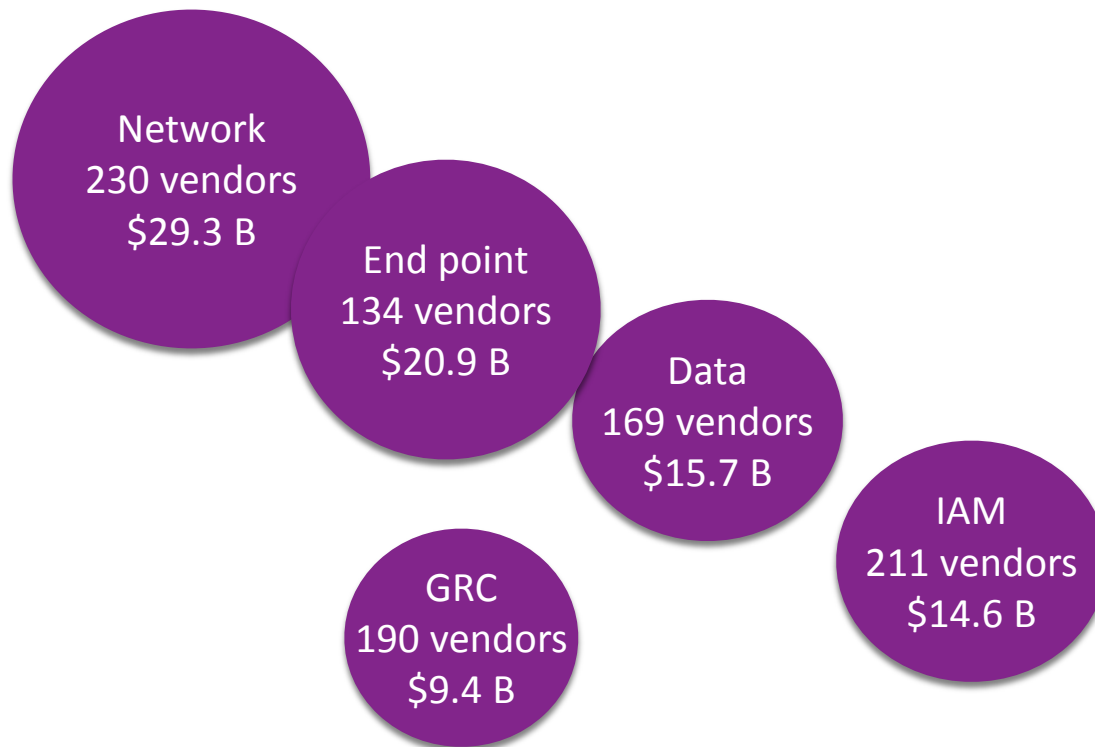 Network
230 vendors
$29.3 B
End point
134 vendors
$20.9 B
Data
169 vendors
$15.7 B
IAM
211 vendors
$14.6 B
GRC
190 vendors
$9.4 B